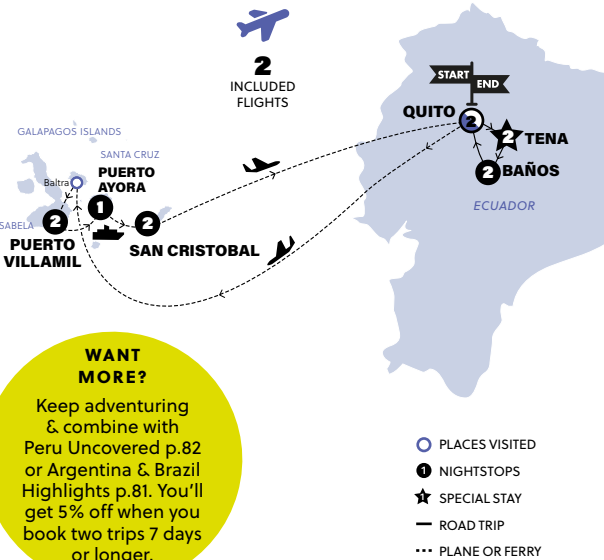 2
INCLUDED
FLIGHTS
START
END
QUITO
2
2
TENA
2
BAÑOS
ECUADOR
GALAPAGOS ISLANDS
SANTA CRUZ
PUERTO
AYORA
Baltra
1
SABELA
2
2
PUERTO
VILLAMIL
SAN CRISTOBAL
WANT
MORE?
Keep adventuring
& combine with
Peru Uncovered p.82
or Argentina & Brazil
Highlights p.81. You'll
get 5% off when you
book two trips 7 days
or longer.
PLACES VISITED
1 NIGHTSTOPS
1 SPECIAL STAY
ROAD TRIP
PLANE OR FERRY